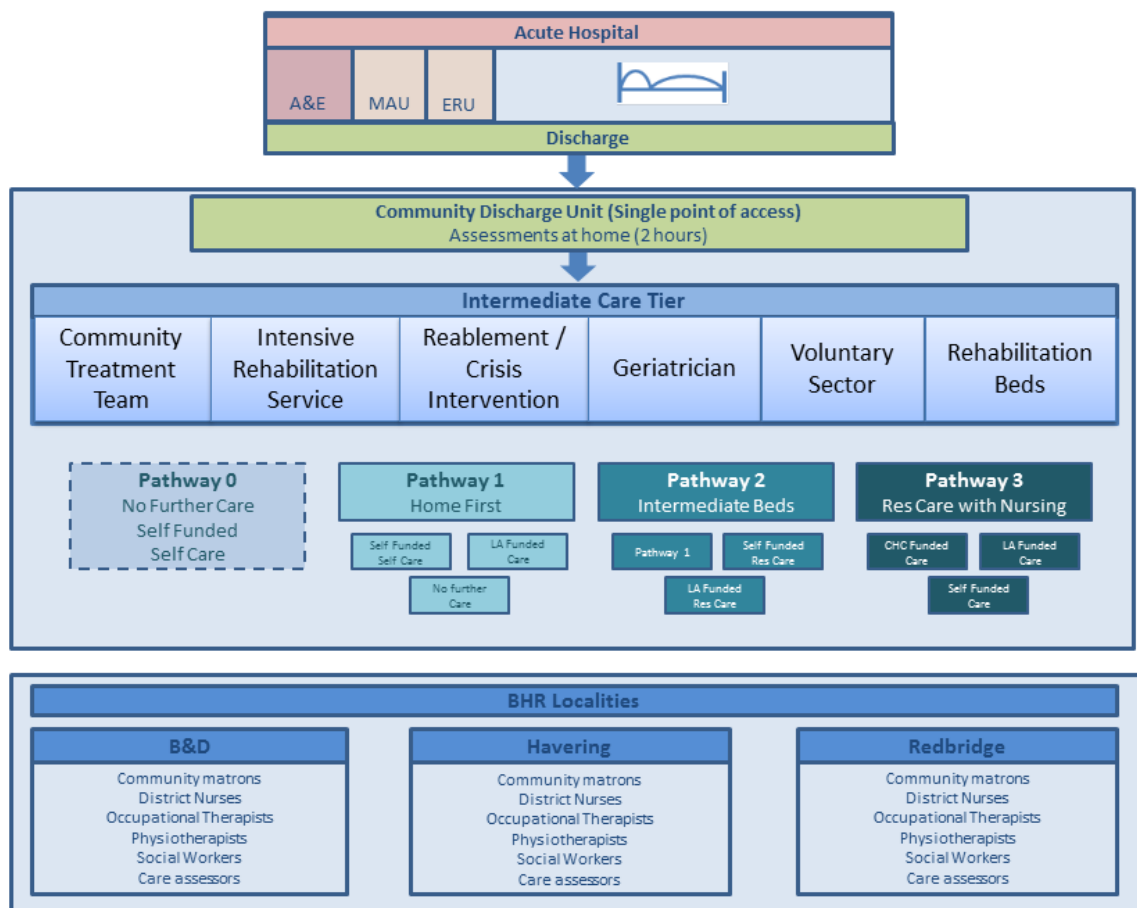 Acute Hospital
A&E
MAU
ERU
Discharge
Community Discharge Unit (Single point of access)
Assessments at home (2 hours)
Intermediate Care Tier
Community
Treatment
Team
Intensive
Rehabilitation
Service
Reablement /
Crisis
Intervention
Geriatrician
Voluntary
Sector
Rehabilitation
Beds
Pathway 0
No Further Care
Self Funded
Self Care
Pathway 1
Home First
Self Funded
Self Care
LA Funded
Care
No further
Care
Pathway 2
Intermediate Beds
Pathway 1
Self Funded
Res Care
LA Funded
Res Care
Pathway 3
Res Care with Nursing
CHC Funded
Care
LA Funded
Care
Self Funded
Care
BHR Localities
B&D
Community matrons
District Nurses
Occupational Therapists
Physiotherapists
Social Workers
Care assessors
Havering
Community matrons
District Nurses
Occupational Therapists
Physiotherapists
Social Workers
Care assessors
Redbridge
Community matrons
District Nurses
Occupational Therapists
Physiotherapists
Social Workers
Care assessors